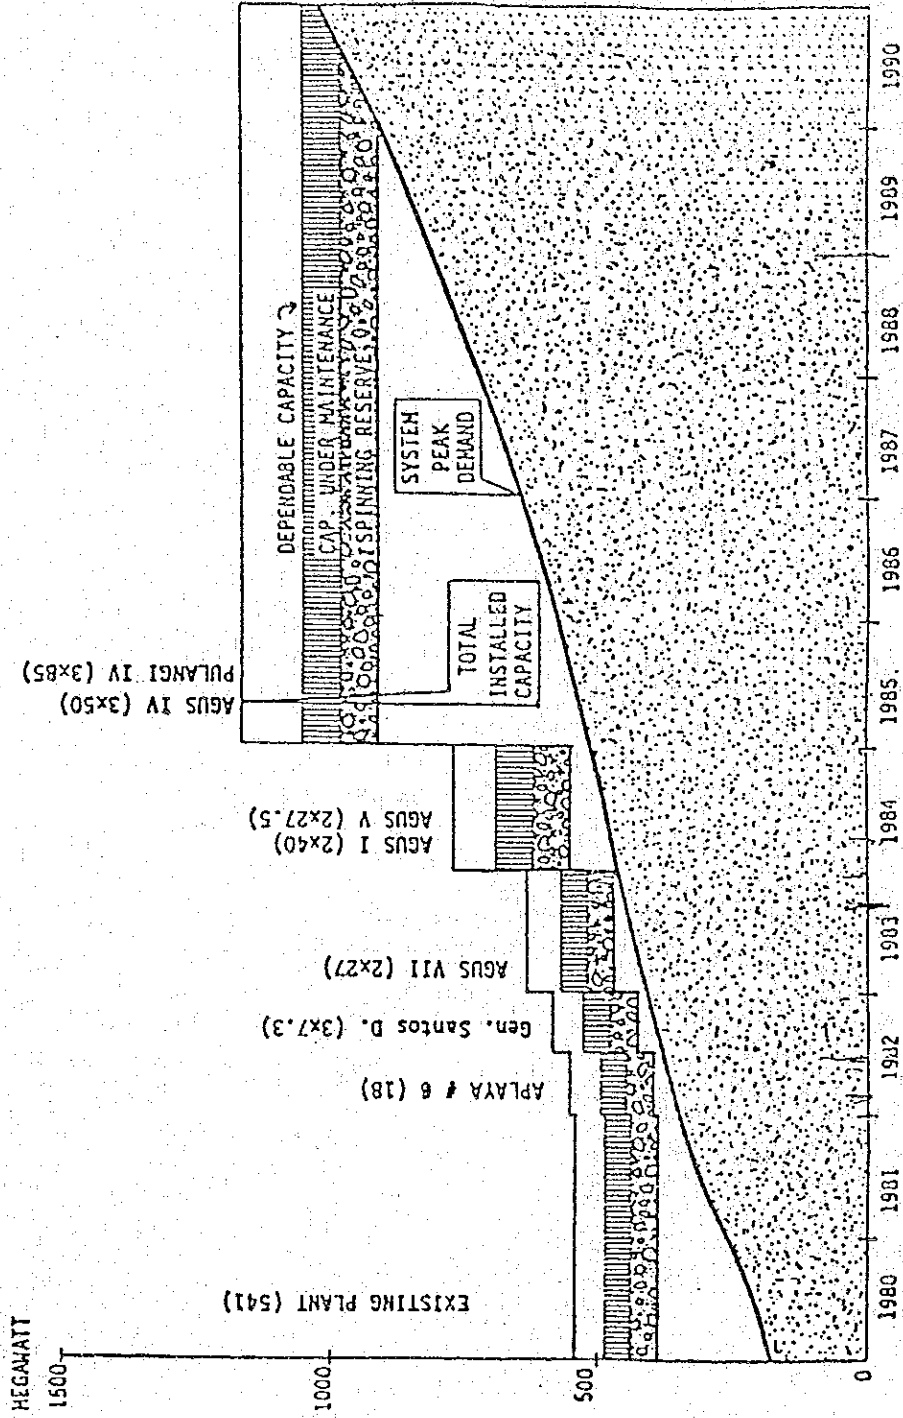 MEGAWATT
1500
1000
500
0
EXISTING PLANT (541)
APLAYA # 6 (18)
Gen. Santos D. (3x7.3)
AGUS VII (2x27)
AGUS I (2x40)
AGUS V (2x27.5)
AGUS IV (3x50)
PULANGI IV (3x85)
DEPENDABLE CAPACITY
CAP. UNDER MAINTENANCE
SPINNING RESERVE
TOTAL
INSTALLED
CAPACITY
SYSTEM
PEAK
DEMAND
1980
1981
1982
1983
1984
1985
1986
1987
1988
1989
1990